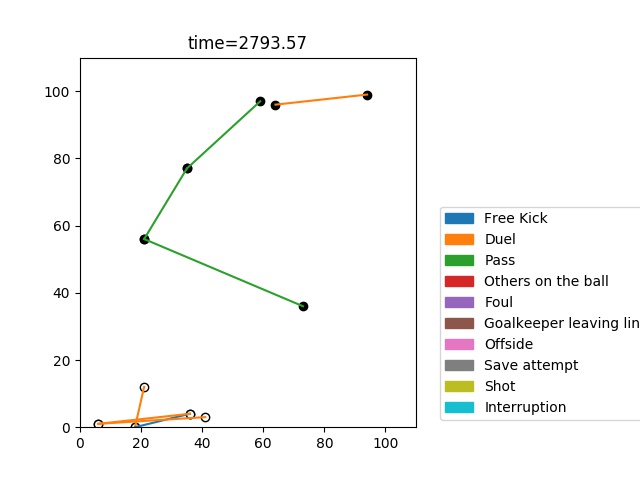 time=2793.57
100
80
60
40
20
0
0 20 40 60 80 100
Free Kick
Duel
Pass
Others on the ball
Foul
Goalkeeper leaving lin
Offside
Save attempt
Shot
Interruption